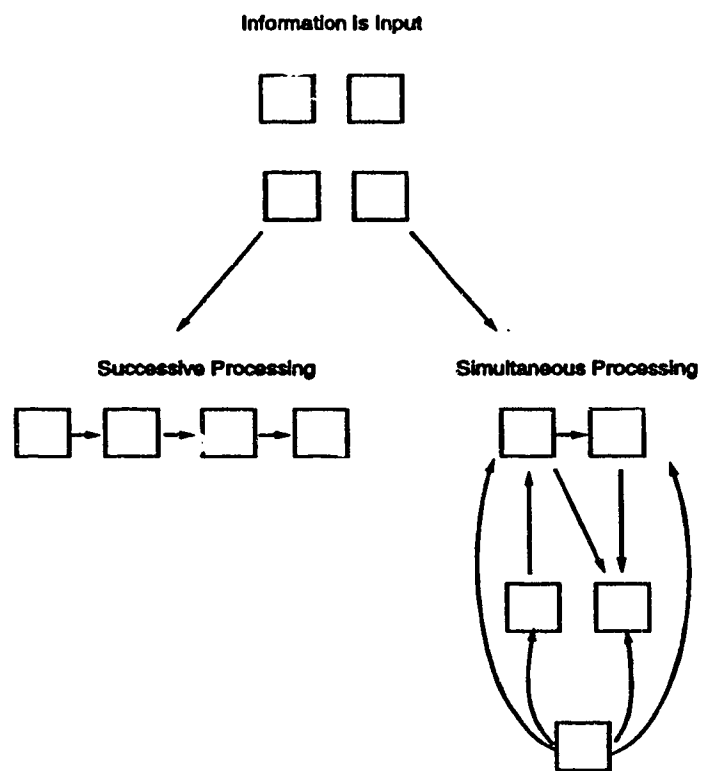 Information is Input
Successive Processing
Simultaneous Processing